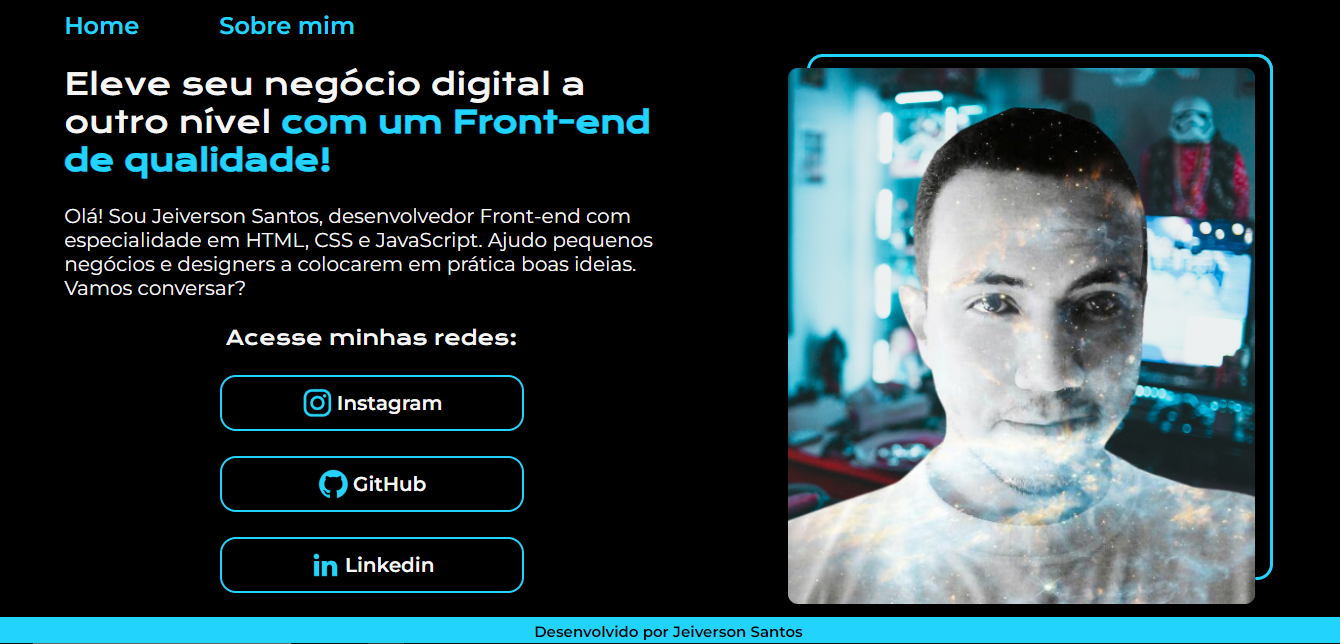 Home
Sobre mim
Eleve seu negócio digital a
outro nível com um Front-end
de qualidade!
Olá! Sou Jeiverson Santos, desenvolvedor Front-end com
especialidade em HTML, CSS e JavaScript. Ajudo pequenos
negócios e designers a colocarem em prática boas ideias.
Vamos conversar?
Acesse minhas redes:
Instagram
GitHub
Linkedin
Desenvolvido por Jeiverson Santos